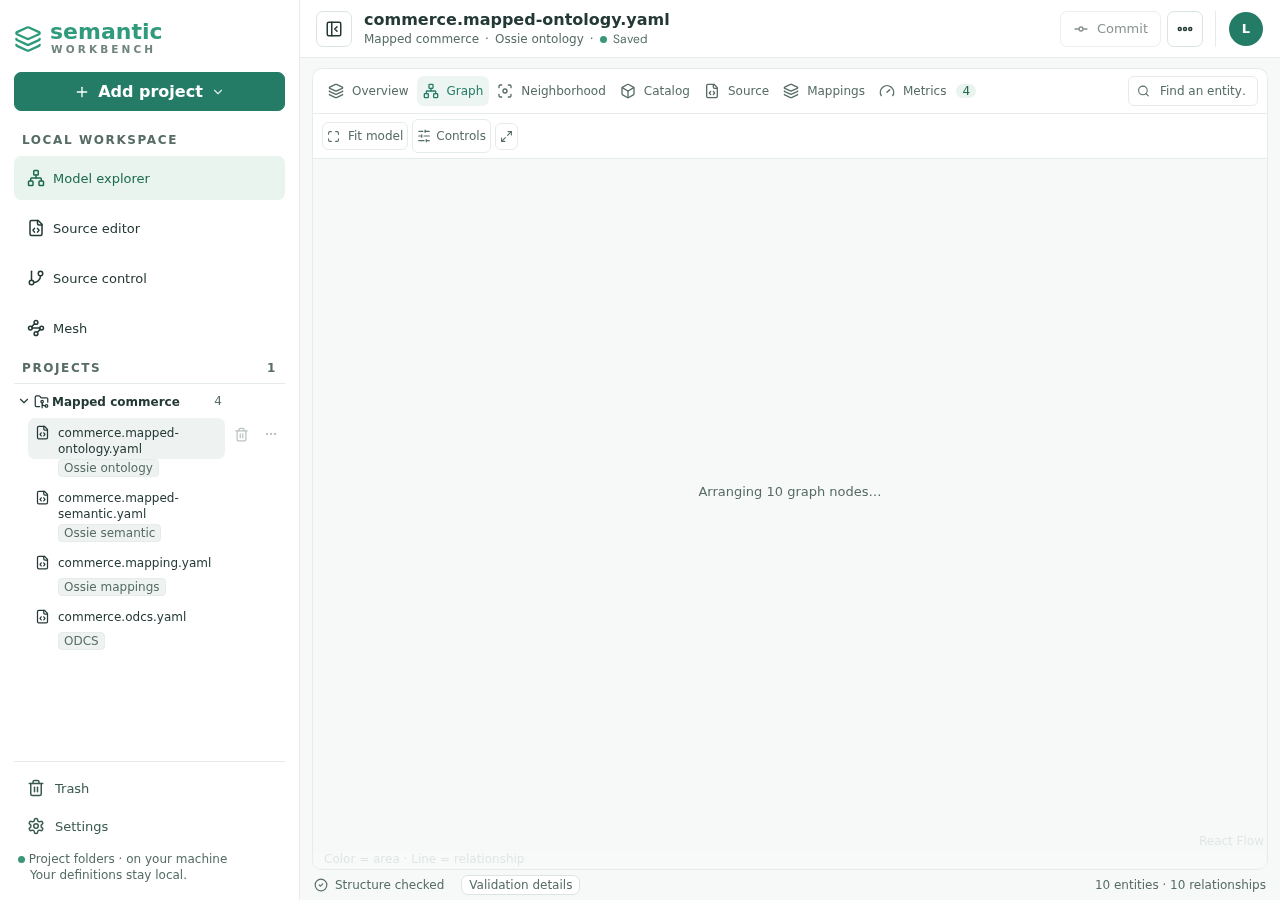 semantic
WORKBENCH
Add project
LOCAL WORKSPACE
Model explorer
Source editor
Source control
Mesh
PROJECTS 1
Mapped commerce 4
commerce.mapped-
ontology.yaml
Ossie ontology
commerce.mapped-
semantic.yaml
Ossie semantic
commerce.mapping.yaml
Ossie mappings
commerce.odcs.yaml
ODCS
Trash
Settings
Project folders · on your machine
Your definitions stay local.
commerce.mapped-ontology.yaml
Mapped commerce · Ossie ontology · Saved
Commit
L
Overview Graph Neighborhood Catalog Source Mappings Metrics 4
Find an entity.
Fit model Controls
Arranging 10 graph nodes…
React Flow
Color = area · Line = relationship
Structure checked Validation details
10 entities · 10 relationships